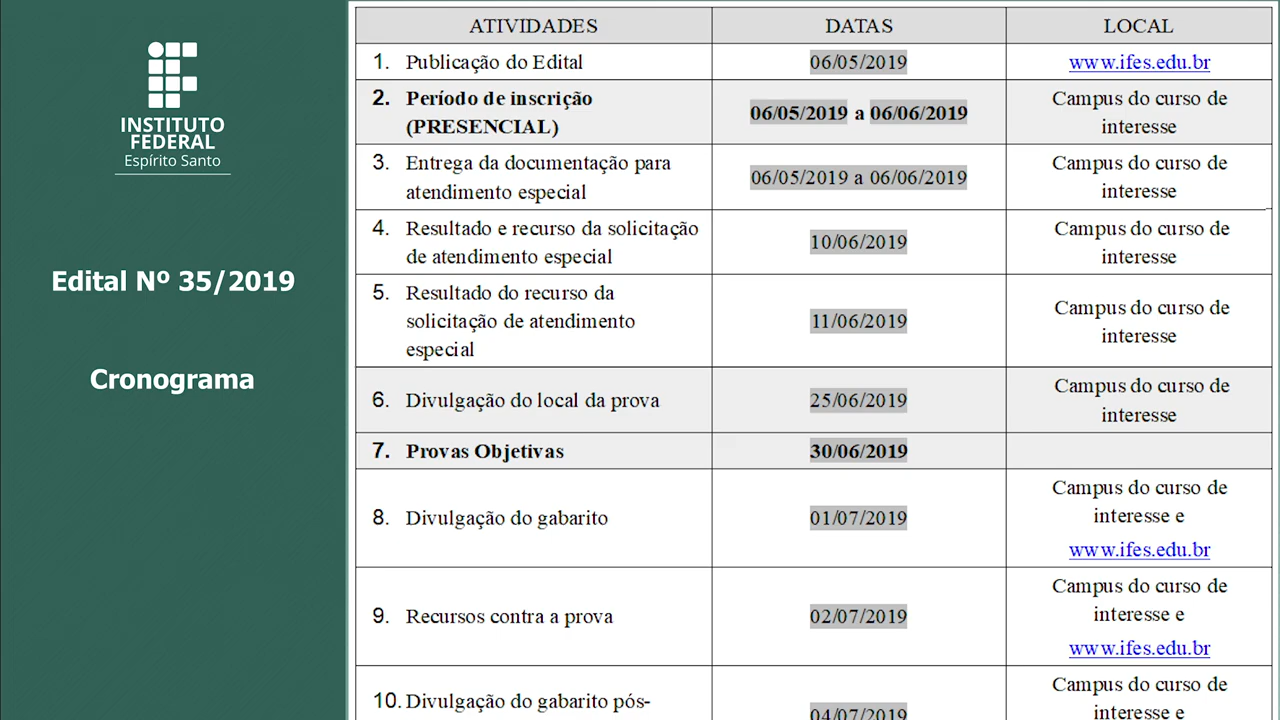 INSTITUTO
FEDERAL
Espírito Santo
Edital Nº 35/2019
Cronograma
ATIVIDADES DATAS LOCAL
1. Publicação do Edital 06/05/2019 www.ifes.edu.br
2. Período de inscrição
(PRESENCIAL)
06/05/2019 a 06/06/2019
Campus do curso de
interesse
3. Entrega da documentação para
atendimento especial
06/05/2019 a 06/06/2019
Campus do curso de
interesse
4. Resultado e recurso da solicitação
de atendimento especial
10/06/2019
Campus do curso de
interesse
5. Resultado do recurso da
solicitação de atendimento
especial
11/06/2019
Campus do curso de
interesse
6. Divulgação do local da prova
25/06/2019
Campus do curso de
interesse
7. Provas Objetivas 30/06/2019
8. Divulgação do gabarito
01/07/2019
Campus do curso de
interesse e
www.ifes.edu.br
9. Recursos contra a prova
02/07/2019
Campus do curso de
interesse e
www.ifes.edu.br
10. Divulgação do gabarito pós-
04/07/2019
Campus do curso de
interesse e